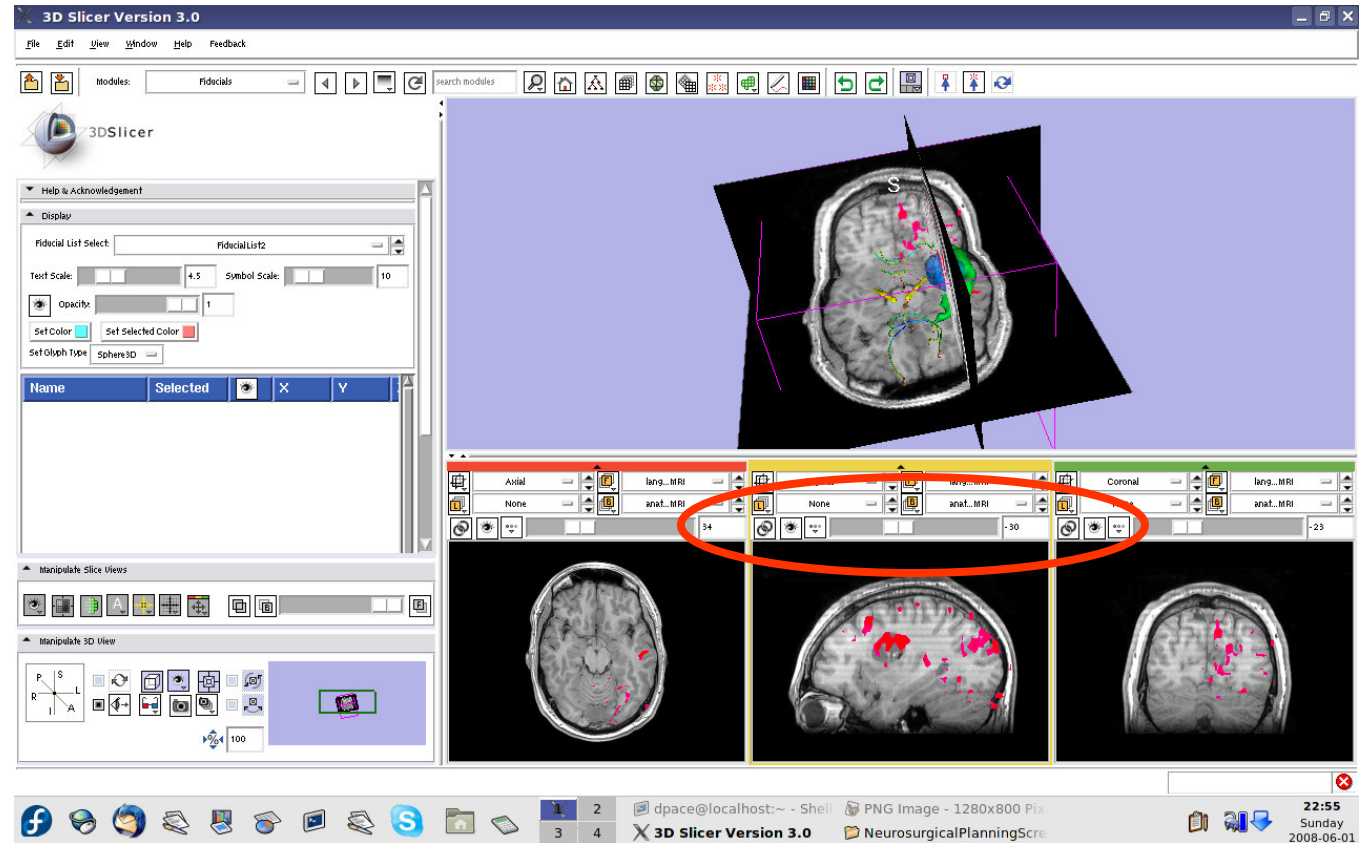 3D Slicer Version 3.0
File Edit View Window Help Feedback
Modules: Fiducials search modules
3DSlicer
S
Help & Acknowledgement
Display
Fiducial List Select: FiducialList2
Text Scale: 4.5 Symbol Scale: 10
Opacity: 1
Set Color Set Selected Color
Set Glyph Type Sphere3D
Name Selected X Y
Axial lang...MRI lang...MRI Coronal lang...MRI
None anat...MRI None anat...MRI anat...MRI
34 -30 -23
Manipulate Slice Views
Manipulate 3D View
P S
R L
I A
% 100
1 2 dpace@localhost:~ - Shell PNG Image - 1280x800 Pix
3 4 3D Slicer Version 3.0 NeurosurgicalPlanningScre
22:55
Sunday
2008-06-01